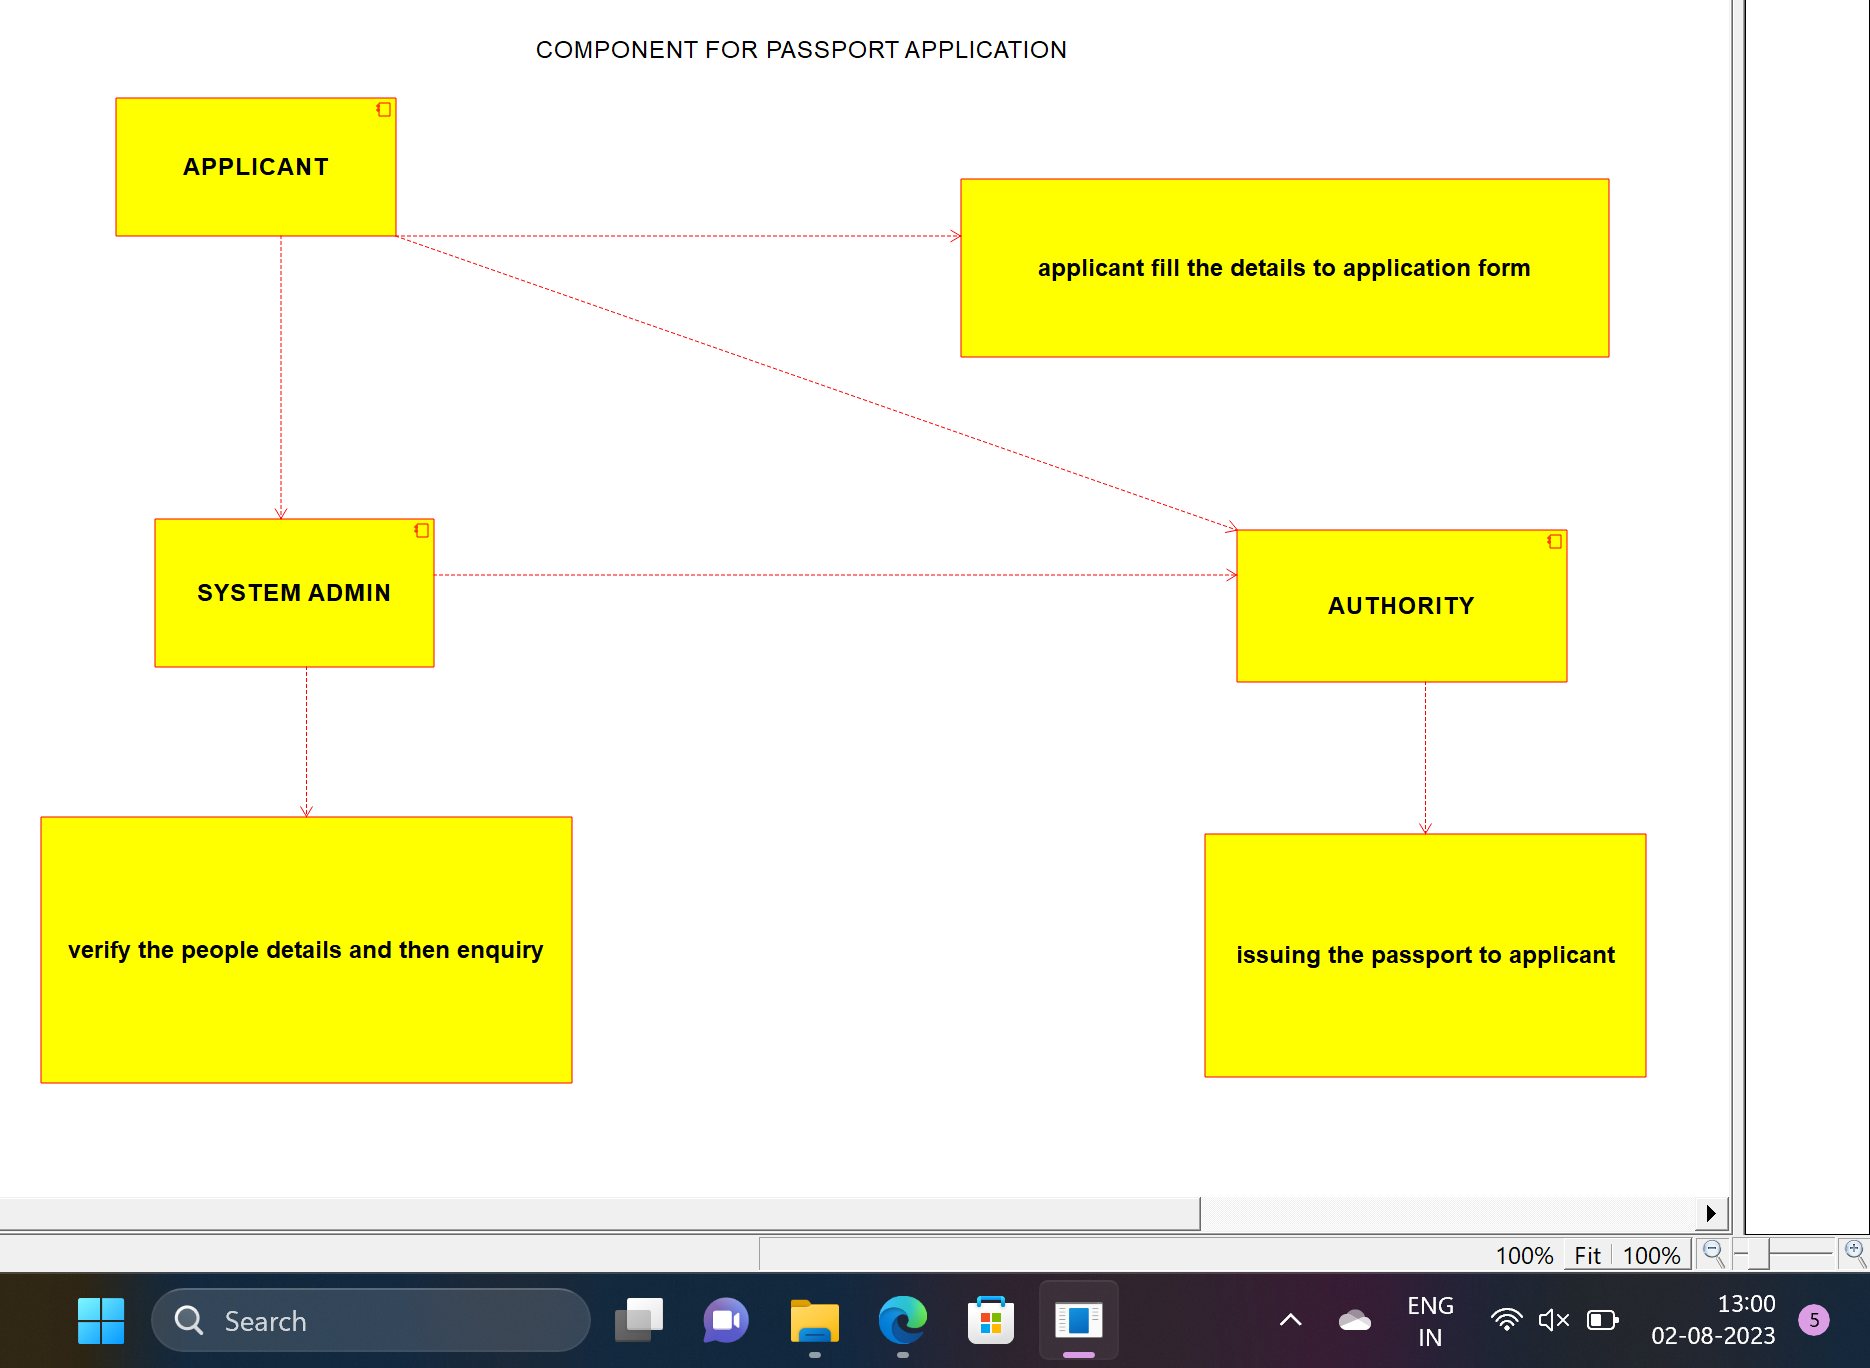 COMPONENT FOR PASSPORT APPLICATION
APPLICANT
applicant fill the details to application form
SYSTEM ADMIN
AUTHORITY
verify the people details and then enquiry
issuing the passport to applicant
100% Fit 100%
Search
ENG
IN
13:00
02-08-2023
5